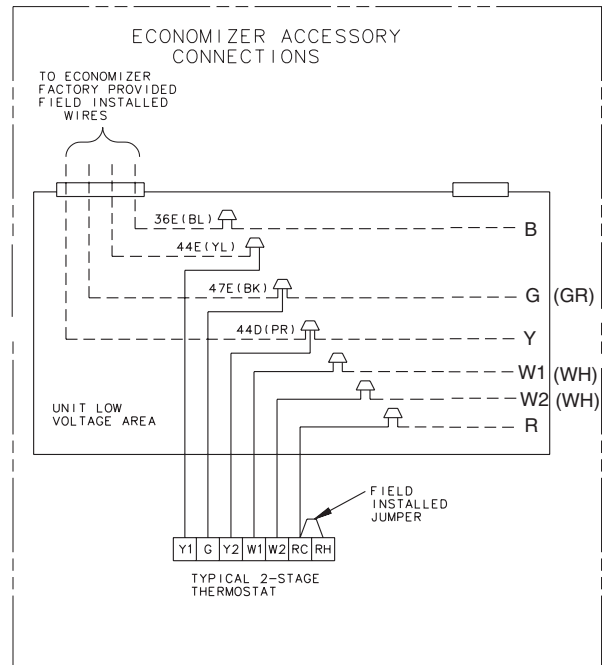 ECONOMIZER ACCESSORY
CONNECTIONS
TO ECONOMIZER
FACTORY PROVIDED
FIELD INSTALLED
WIRES
36E(BL)
B
44E(YL)
47E(BK)
G (GR)
44D(PR)
Y
W1 (WH)
W2 (WH)
R
UNIT LOW
VOLTAGE AREA
FIELD
INSTALLED
JUMPER
Y1 G Y2 W1 W2 RC RH
TYPICAL 2-STAGE
THERMOSTAT